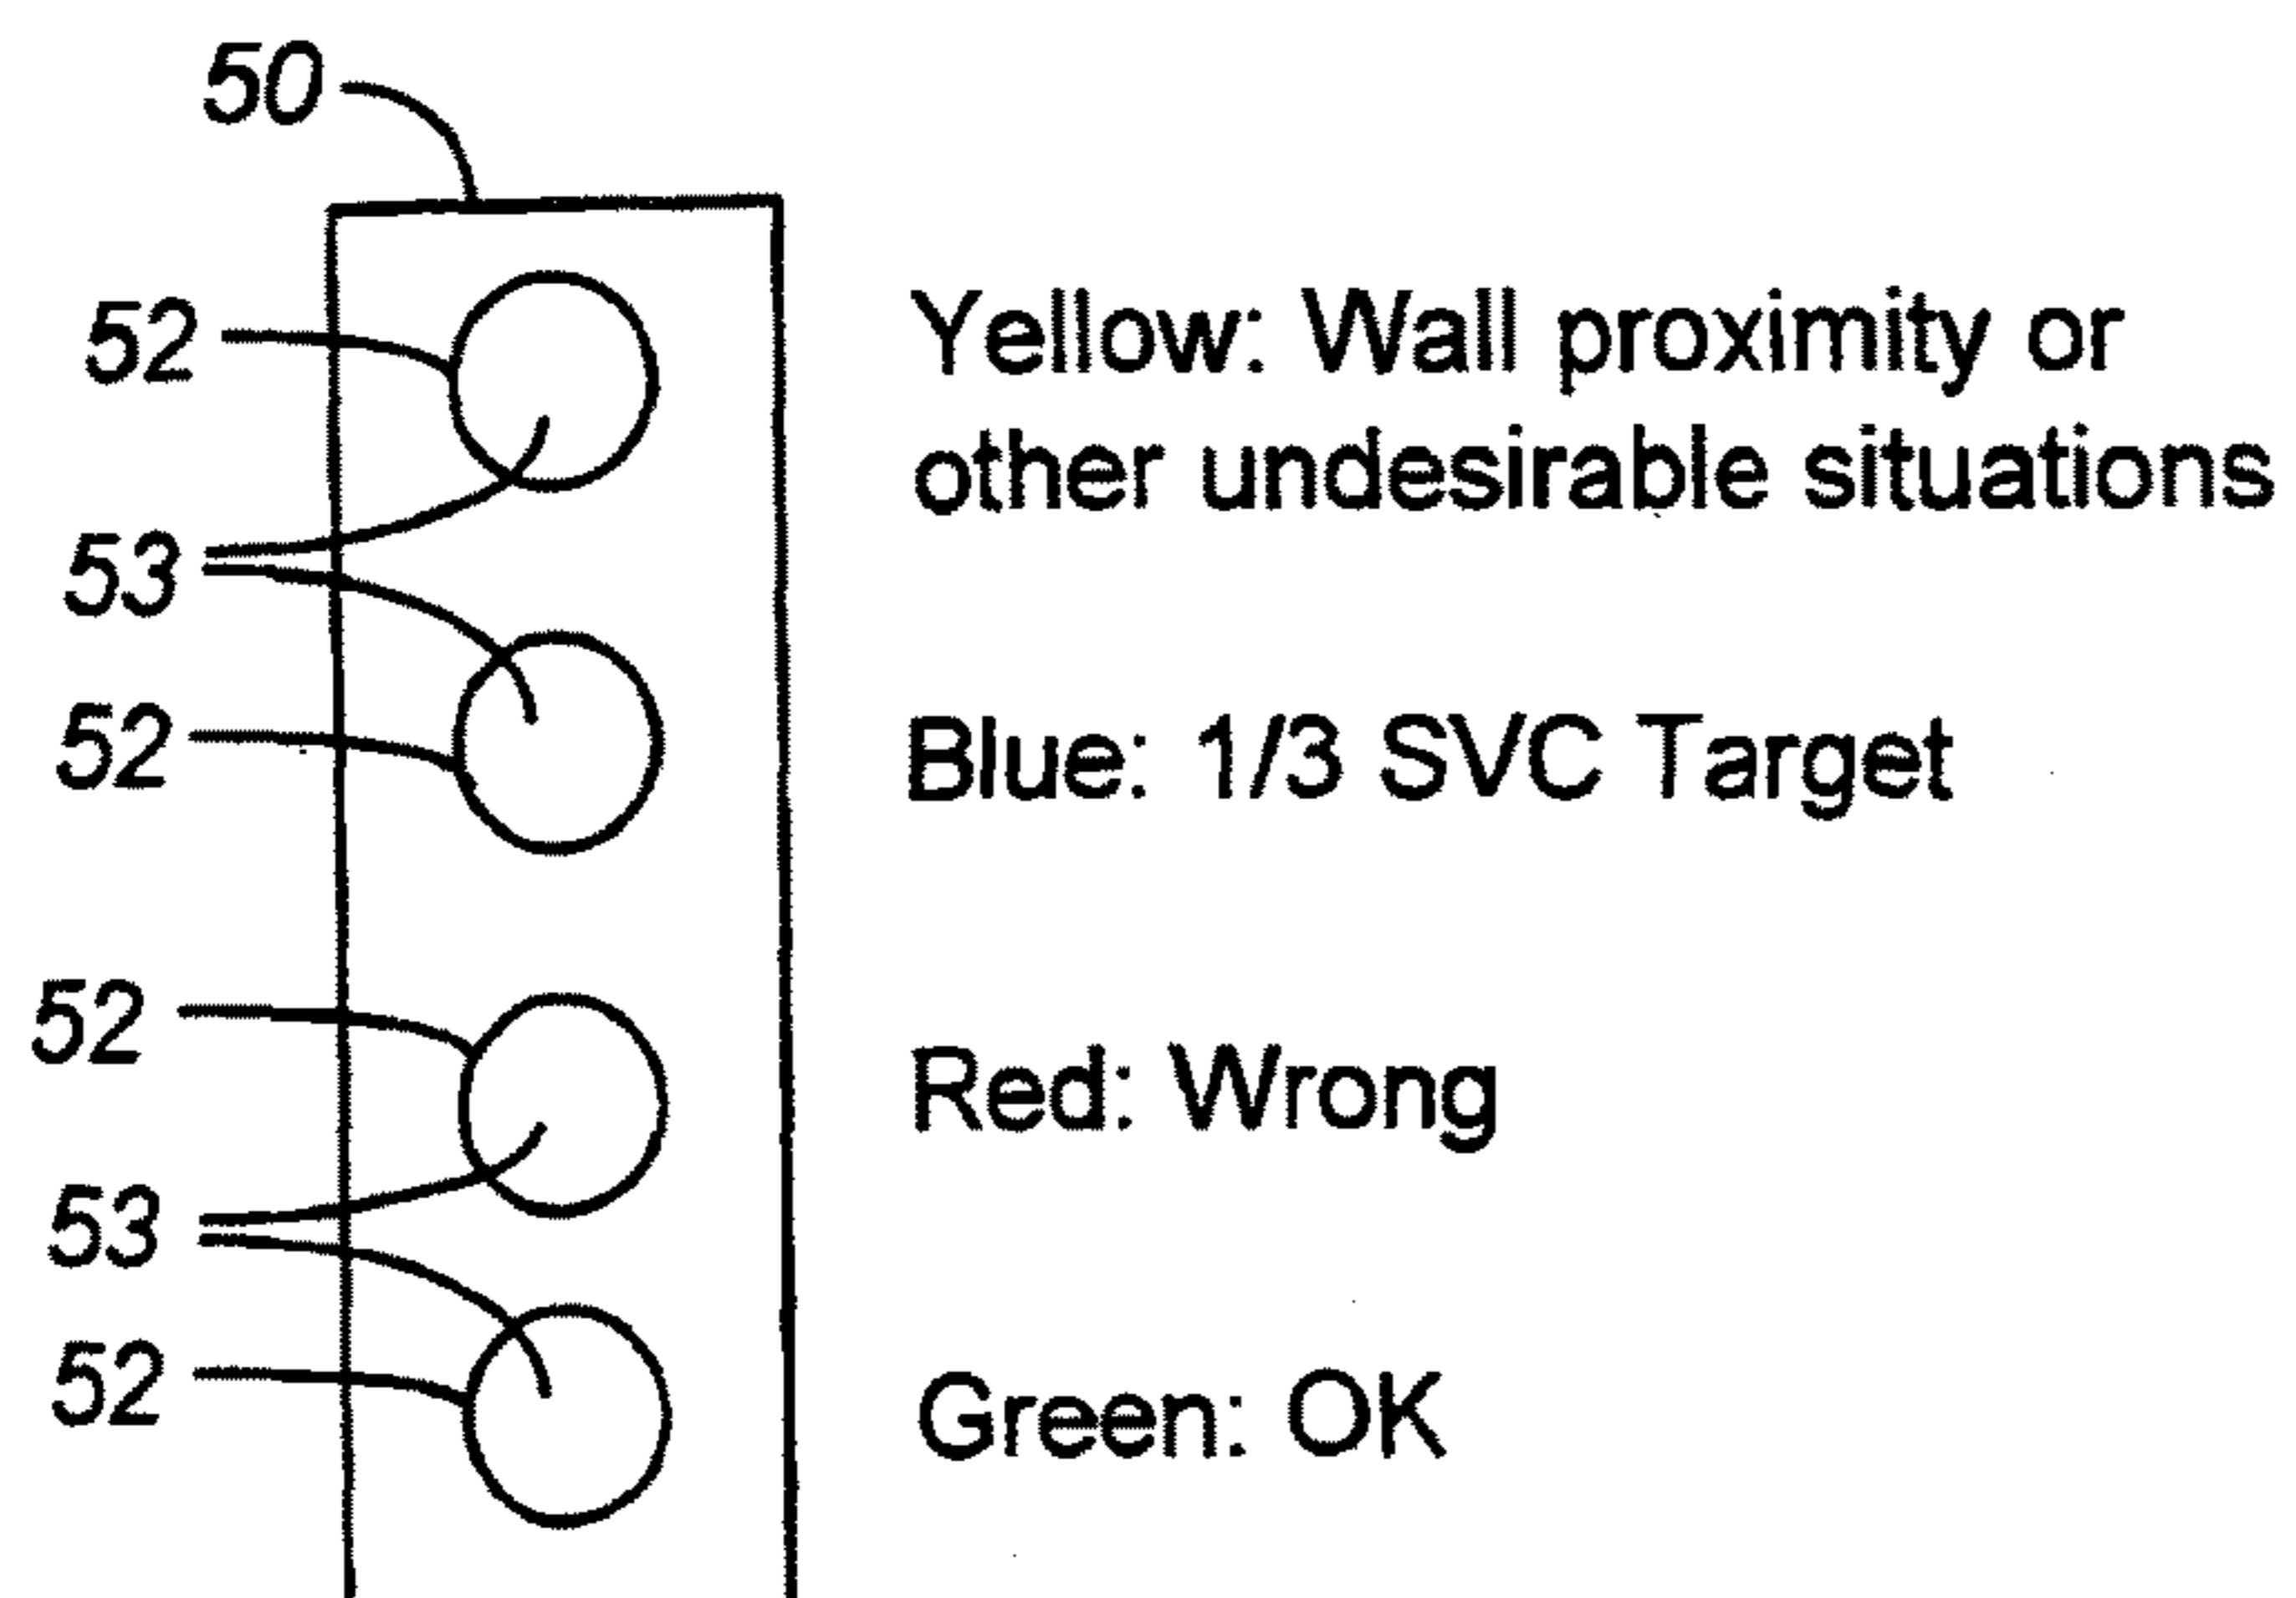 50
52
Yellow: Wall proximity or
other undesirable situations
53
52
Blue: 1/3 SVC Target
52
Red: Wrong
53
52
Green: OK